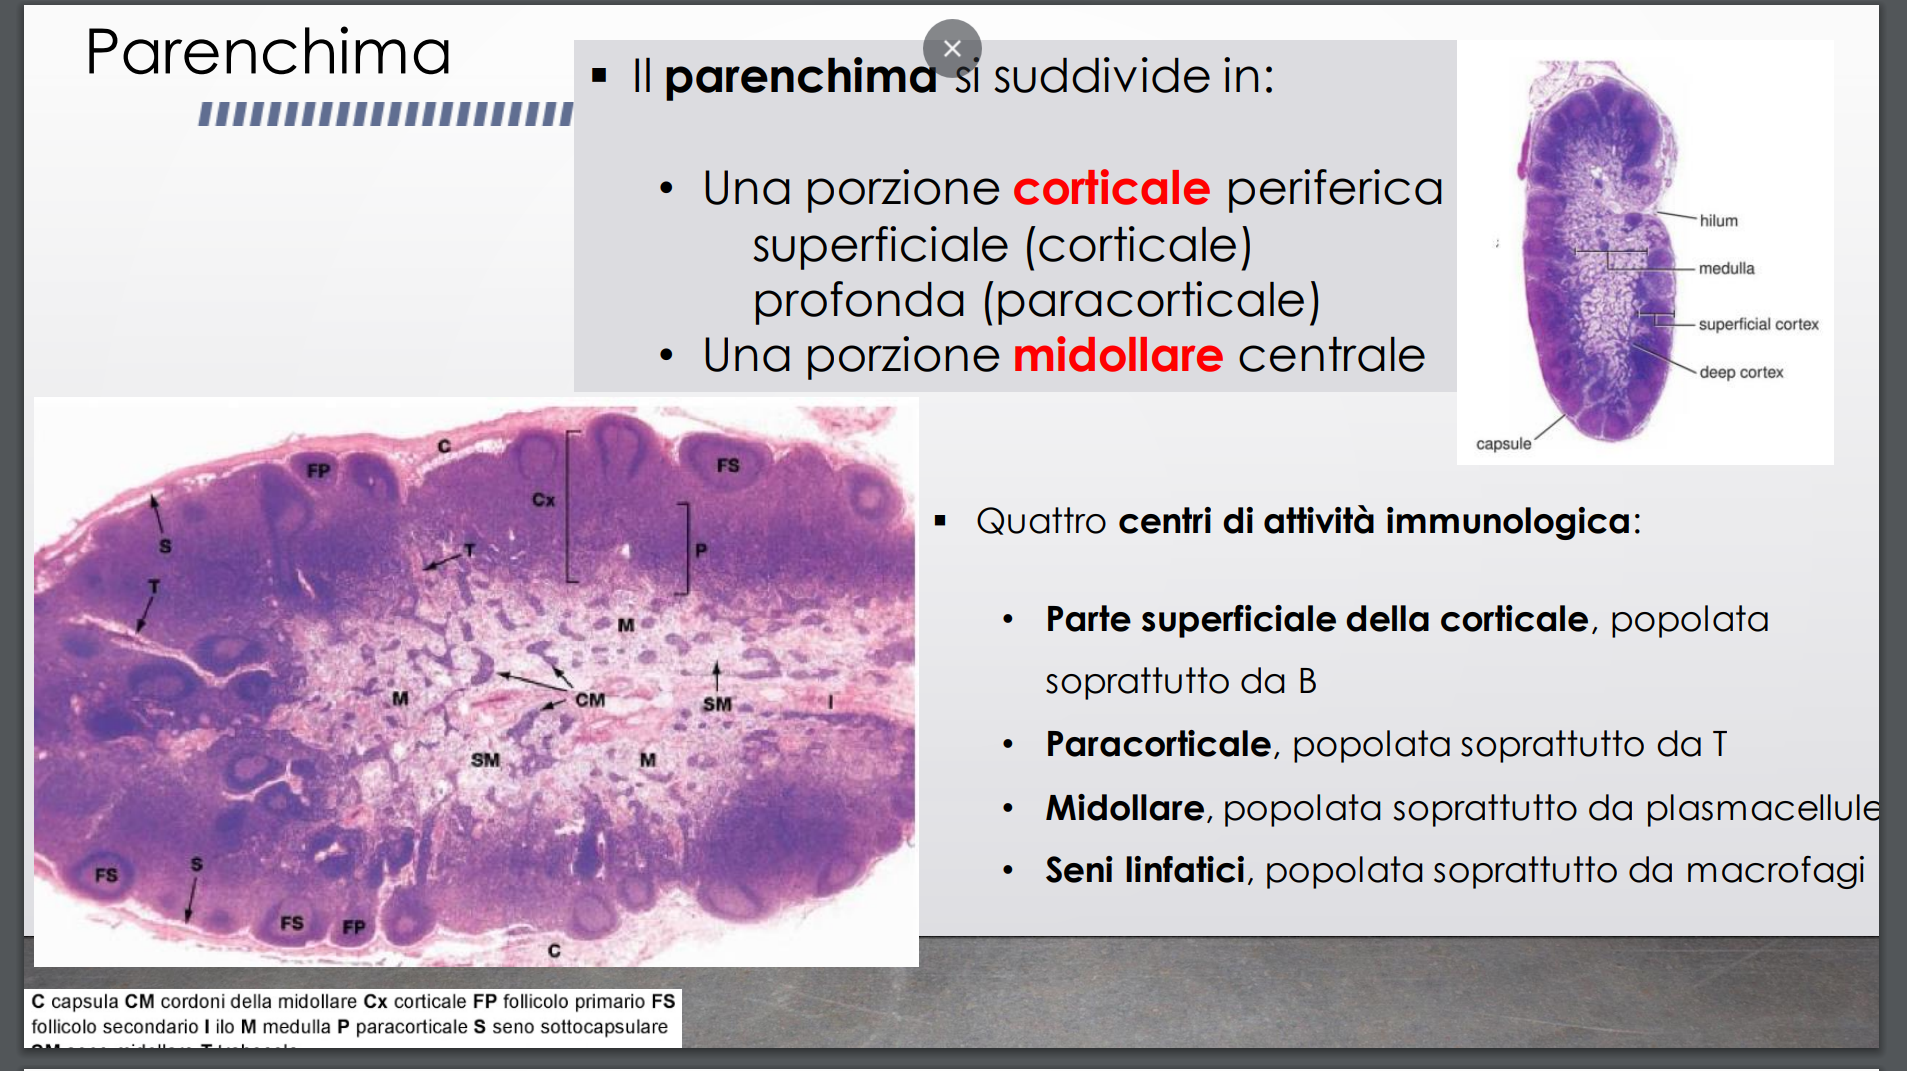 Parenchima
Il parenchima si suddivide in:
Una porzione corticale periferica
superficiale (corticale)
profonda (paracorticale)
Una porzione midollare centrale
hilum
medulla
superficial cortex
deep cortex
capsule
C
FP
FS
Cx
S
T
P
T
M
M
CM
SM
I
SM
M
S
FS
FS
FP
C
Quattro centri di attività immunologica:
Parte superficiale della corticale, popolata
soprattutto da B
Paracorticale, popolata soprattutto da T
Midollare, popolata soprattutto da plasmacellule
Seni linfatici, popolata soprattutto da macrofagi
C capsula CM cordoni della midollare Cx corticale FP follicolo primario FS
follicolo secondario I ilo M medulla P paracorticale S seno sottocapsulare